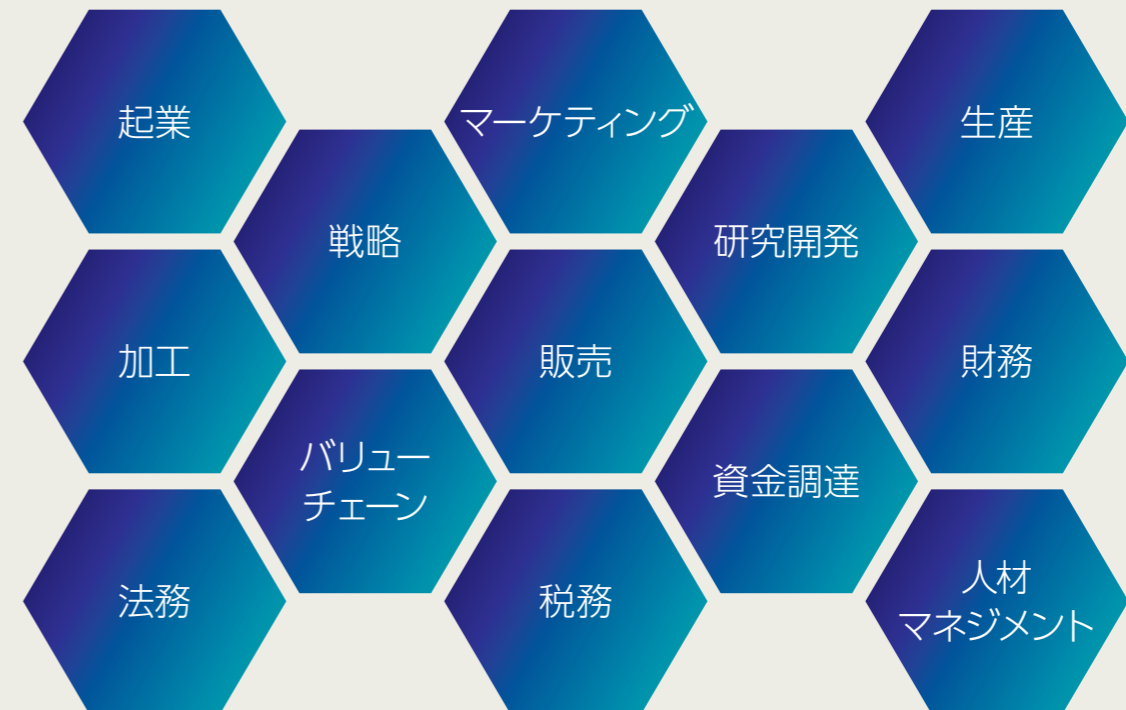 起業
マーケティング
生産
戦略
研究開発
加工
販売
財務
バリュー
チェーン
資金調達
法務
税務
人材
マネジメント